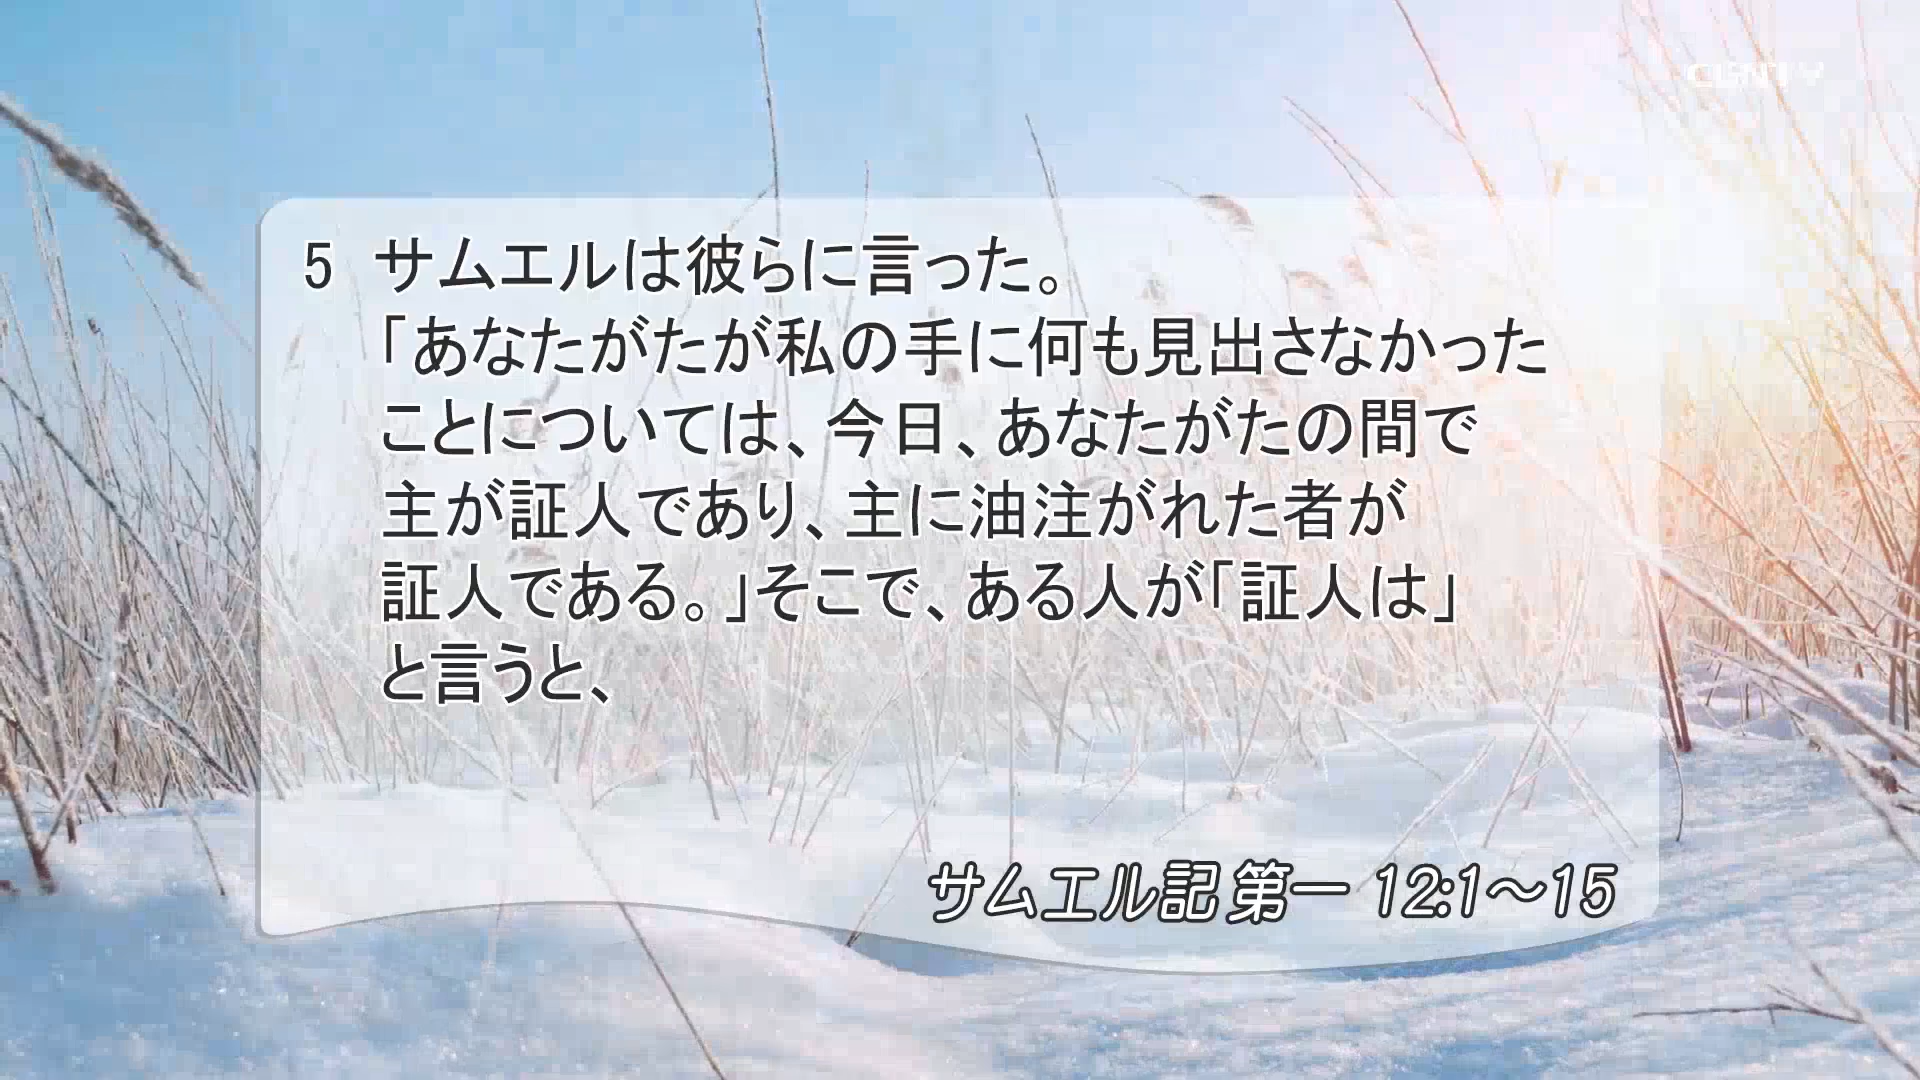 5 サムエルは彼らに言った。
「あなたがたが私の手に何も見出さなかった
ことについては、今日、あなたがたの間で
主が証人であり、主に油注がれた者が
証人である。」そこで、ある人が「証人は」
と言うと、
サムエル記 第一 12:1～15